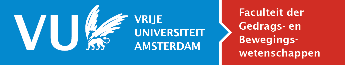 VU
VRIJE
UNIVERSITEIT
AMSTERDAM
Faculteit der
Gedrags- en
Bewegings-
wetenschappen